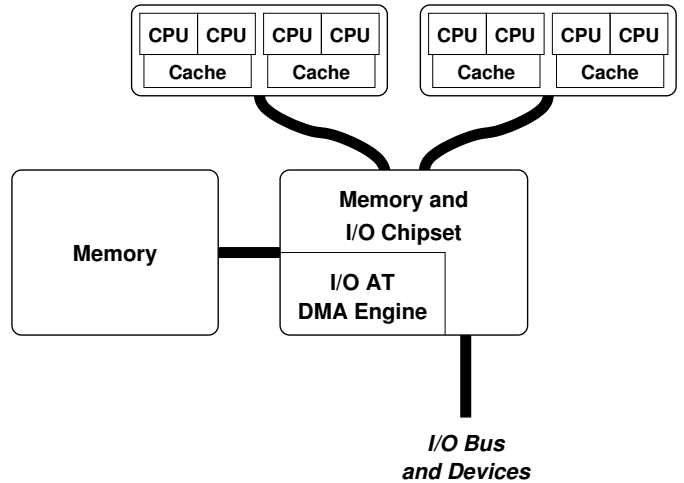 CPU CPU CPU CPU CPU CPU CPU CPU
Cache Cache Cache Cache
Memory and
I/O Chipset
Memory
I/O AT
DMA Engine
I/O Bus
and Devices